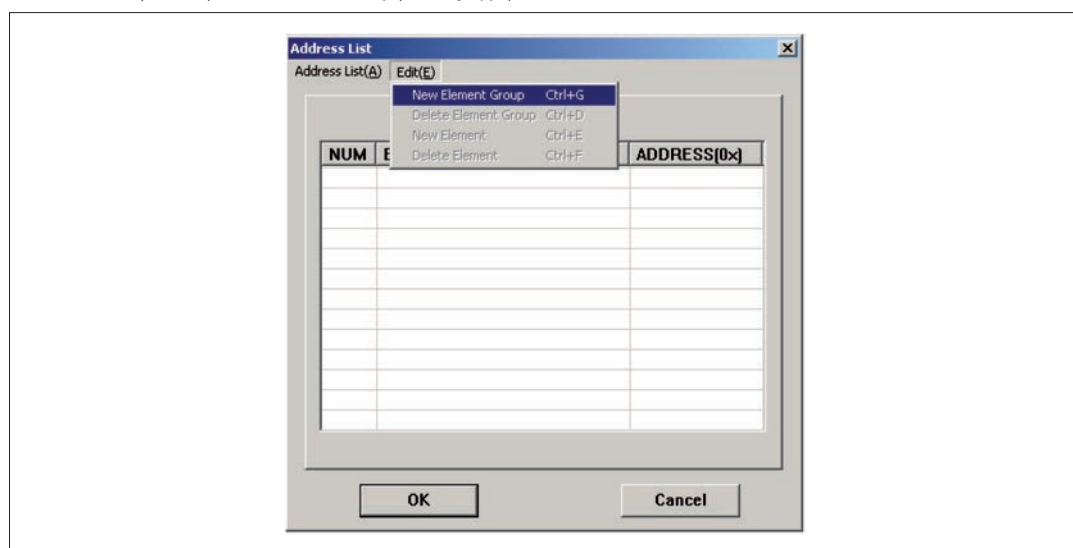 Address List
Address List(A) Edit(E)
New Element Group Ctrl+G
Delete Element Group Ctrl+D
New Element Ctrl+E
Delete Element Ctrl+F
NUM E ADDRESS(0x)
OK Cancel